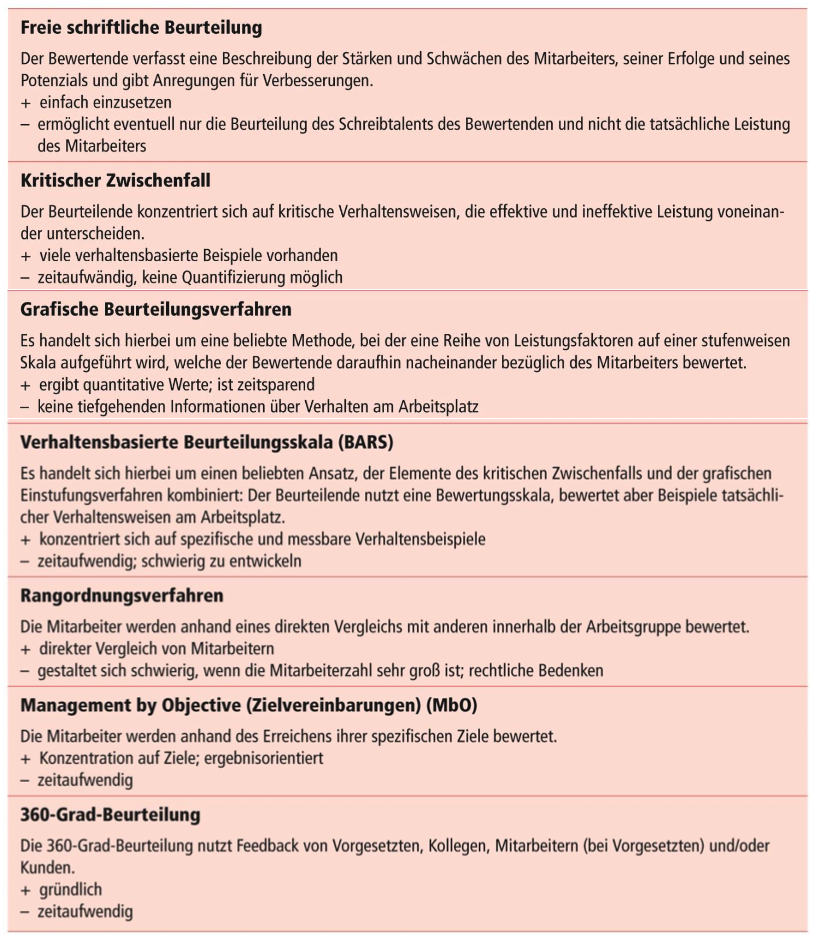 Freie schriftliche Beurteilung
Der Bewertende verfasst eine Beschreibung der Stärken und Schwächen des Mitarbeiters, seiner Erfolge und seines
Potenzials und gibt Anregungen für Verbesserungen.
+ einfach einzusetzen
– ermöglicht eventuell nur die Beurteilung des Schreibtalents des Bewertenden und nicht die tatsächliche Leistung
des Mitarbeiters
Kritischer Zwischenfall
Der Beurteilende konzentriert sich auf kritische Verhaltensweisen, die effektive und ineffektive Leistung voneinan-
der unterscheiden.
+ viele verhaltensbasierte Beispiele vorhanden
– zeitaufwändig, keine Quantifizierung möglich
Grafische Beurteilungsverfahren
Es handelt sich hierbei um eine beliebte Methode, bei der eine Reihe von Leistungsfaktoren auf einer stufenweisen
Skala aufgeführt wird, welche der Bewertende daraufhin nacheinander bezüglich des Mitarbeiters bewertet.
+ ergibt quantitative Werte; ist zeitsparend
– keine tiefgehenden Informationen über Verhalten am Arbeitsplatz
Verhaltensbasierte Beurteilungsskala (BARS)
Es handelt sich hierbei um einen beliebten Ansatz, der Elemente des kritischen Zwischenfalls und der grafischen
Einstufungsverfahren kombiniert: Der Beurteilende nutzt eine Bewertungsskala, bewertet aber Beispiele tatsächli-
cher Verhaltensweisen am Arbeitsplatz.
+ konzentriert sich auf spezifische und messbare Verhaltensbeispiele
– zeitaufwendig; schwierig zu entwickeln
Rangordnungsverfahren
Die Mitarbeiter werden anhand eines direkten Vergleichs mit anderen innerhalb der Arbeitsgruppe bewertet.
+ direkter Vergleich von Mitarbeitern
– gestaltet sich schwierig, wenn die Mitarbeiterzahl sehr groß ist; rechtliche Bedenken
Management by Objective (Zielvereinbarungen) (MbO)
Die Mitarbeiter werden anhand des Erreichens ihrer spezifischen Ziele bewertet.
+ Konzentration auf Ziele; ergebnisorientiert
– zeitaufwendig
360-Grad-Beurteilung
Die 360-Grad-Beurteilung nutzt Feedback von Vorgesetzten, Kollegen, Mitarbeitern (bei Vorgesetzten) und/oder
Kunden.
+ gründlich
– zeitaufwendig